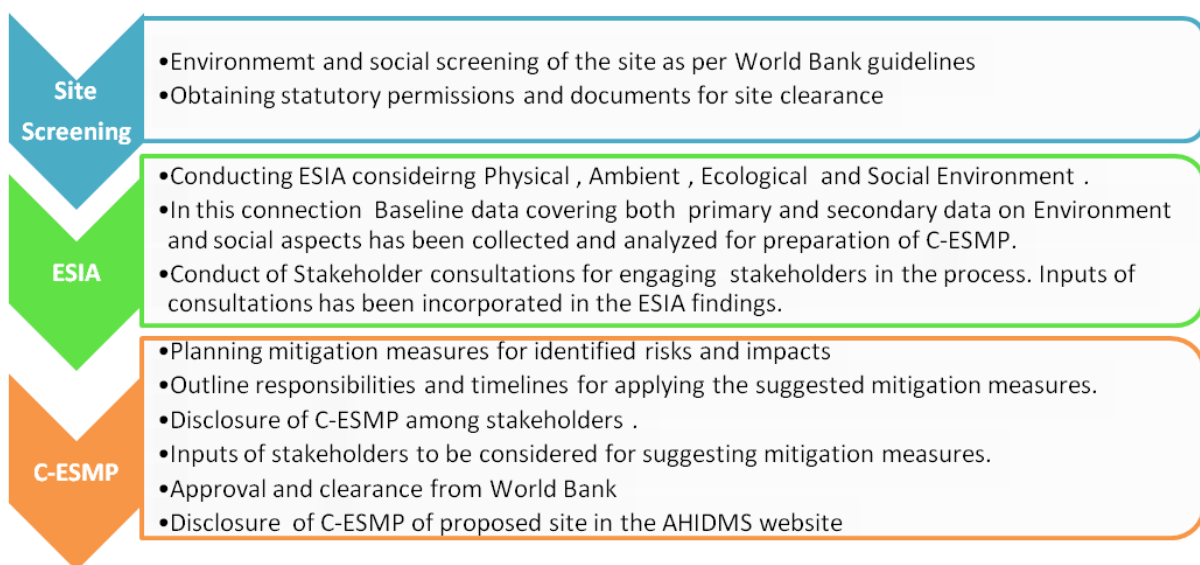 Site
Screening
•Environmemt and social screening of the site as per World Bank guidelines
•Obtaining statutory permissions and documents for site clearance
ESIA
•Conducting ESIA consideirng Physical , Ambient , Ecological and Social Environment .
•In this connection Baseline data covering both primary and secondary data on Environment
and social aspects has been collected and analyzed for preparation of C-ESMP.
•Conduct of Stakeholder consultations for engaging stakeholders in the process. Inputs of
consultations has been incorporated in the ESIA findings.
C-ESMP
•Planning mitigation measures for identified risks and impacts
•Outline responsibilities and timelines for applying the suggested mitigation measures.
•Disclosure of C-ESMP among stakeholders .
•Inputs of stakeholders to be considered for suggesting mitigation measures.
•Approval and clearance from World Bank
•Disclosure of C-ESMP of proposed site in the AHIDMS website